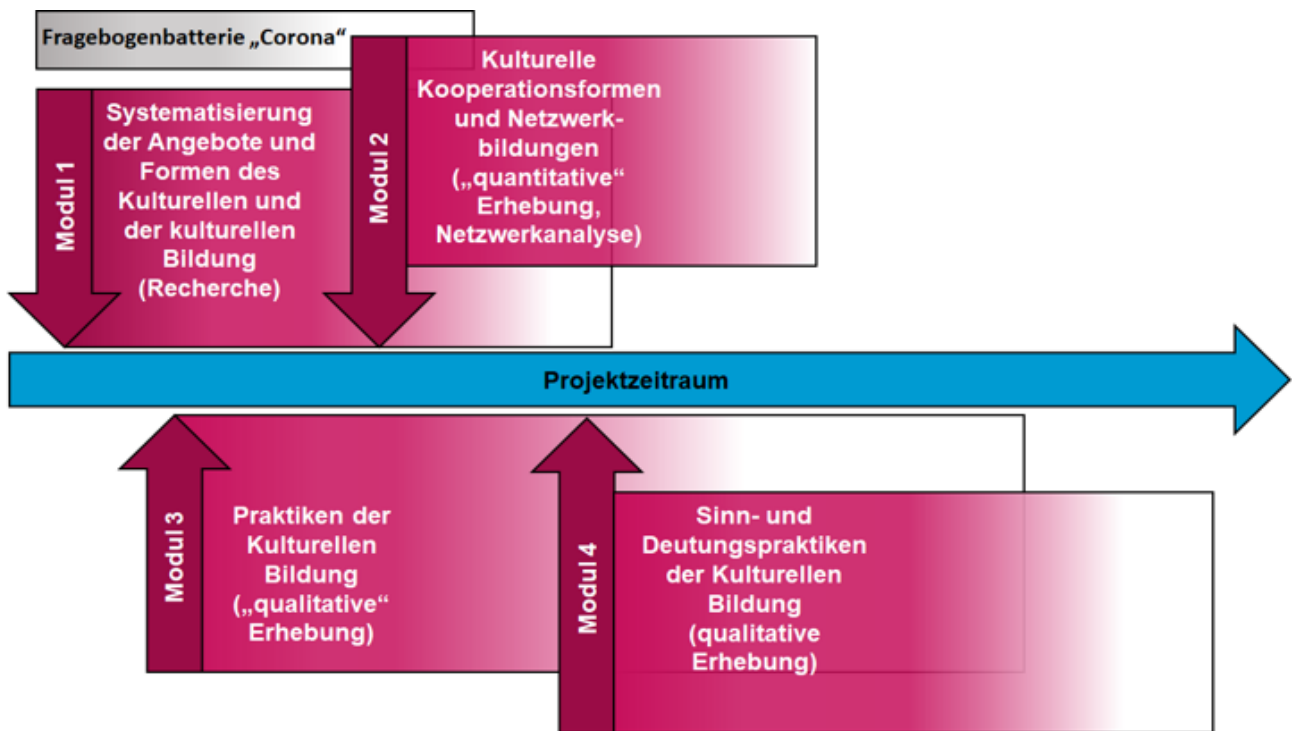 Fragebogenbatterie „Corona“
Modul 1
Systematisierung
der Angebote und
Formen des
Kulturellen und
der kulturellen
Bildung
(Recherche)
Modul 2
Kulturelle
Kooperationsformen
und Netzwerk-
bildungen
(„quantitative“
Erhebung,
Netzwerkanalyse)
Projektzeitraum
Modul 3
Praktiken der
Kulturellen
Bildung
(„qualitative“
Erhebung)
Modul 4
Sinn- und
Deutungspraktiken
der Kulturellen
Bildung
(qualitative
Erhebung)